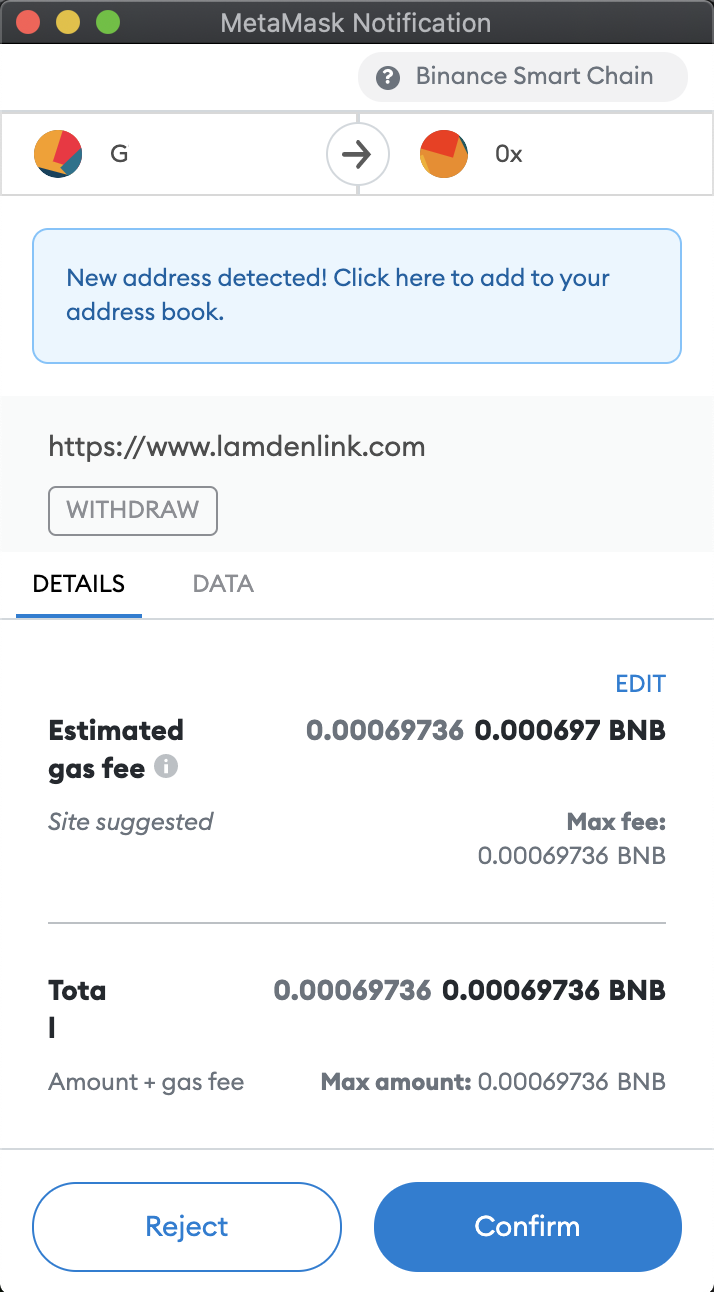 MetaMask Notification
? Binance Smart Chain
G
0x
New address detected! Click here to add to your
address book.
https://www.lamdenlink.com
WITHDRAW
DETAILS DATA
EDIT
Estimated 0.00069736 0.000697 BNB
gas fee i
Site suggested Max fee:
0.00069736 BNB
Tota 0.00069736 0.00069736 BNB
l
Amount + gas fee Max amount: 0.00069736 BNB
Reject Confirm